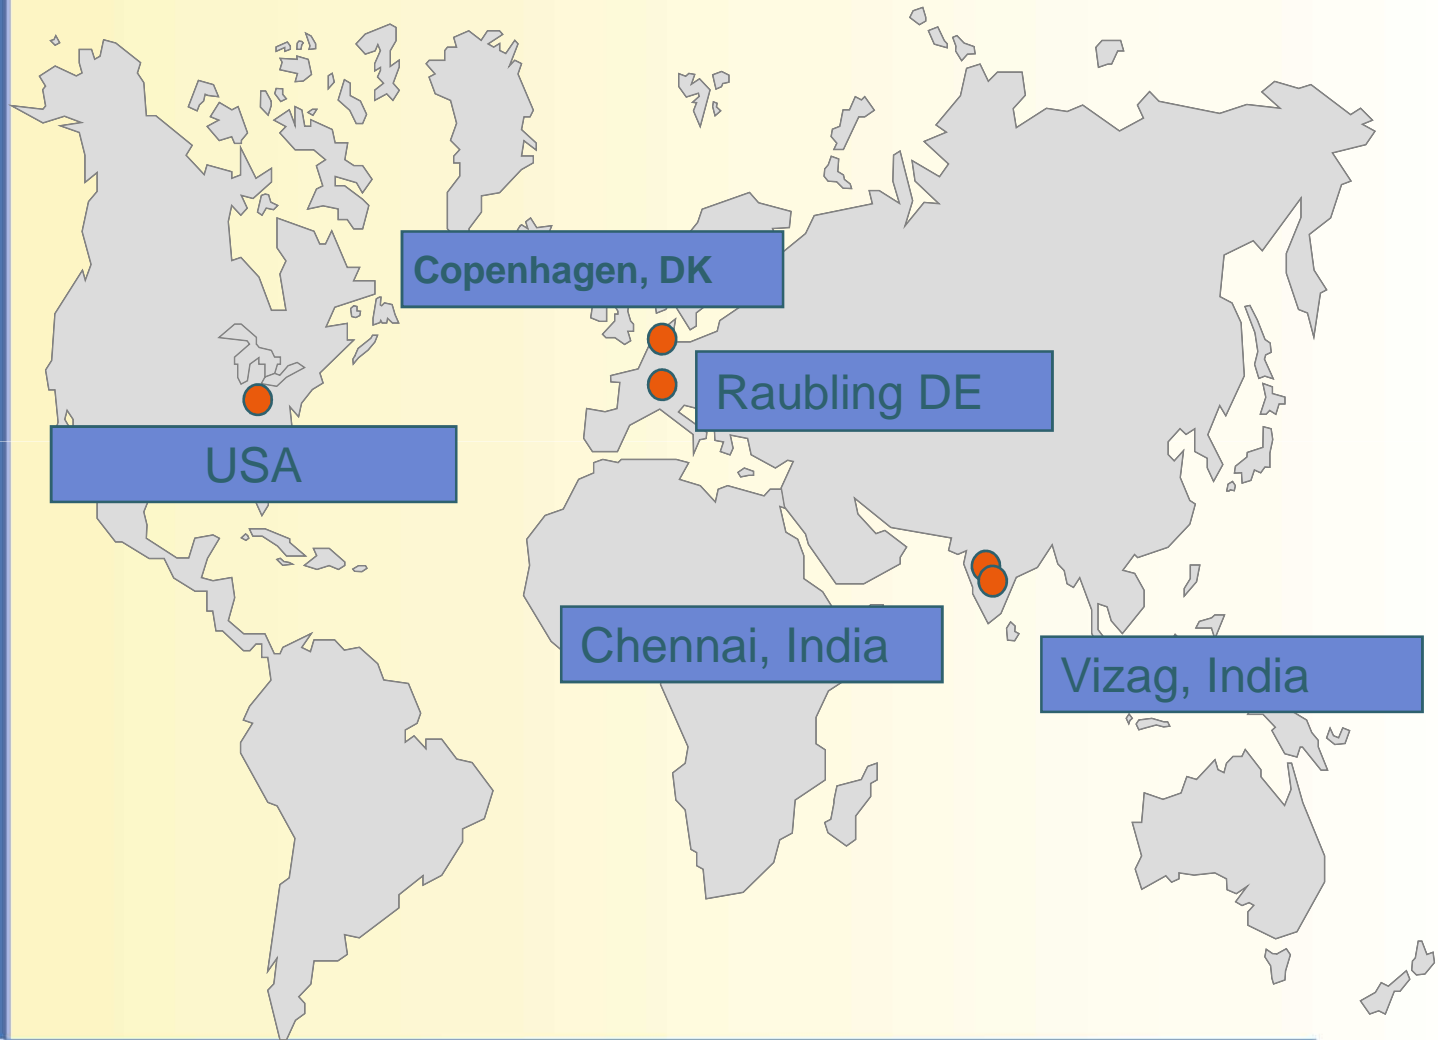 Copenhagen, DK
Raubling DE
USA
Chennai, India
Vizag, India